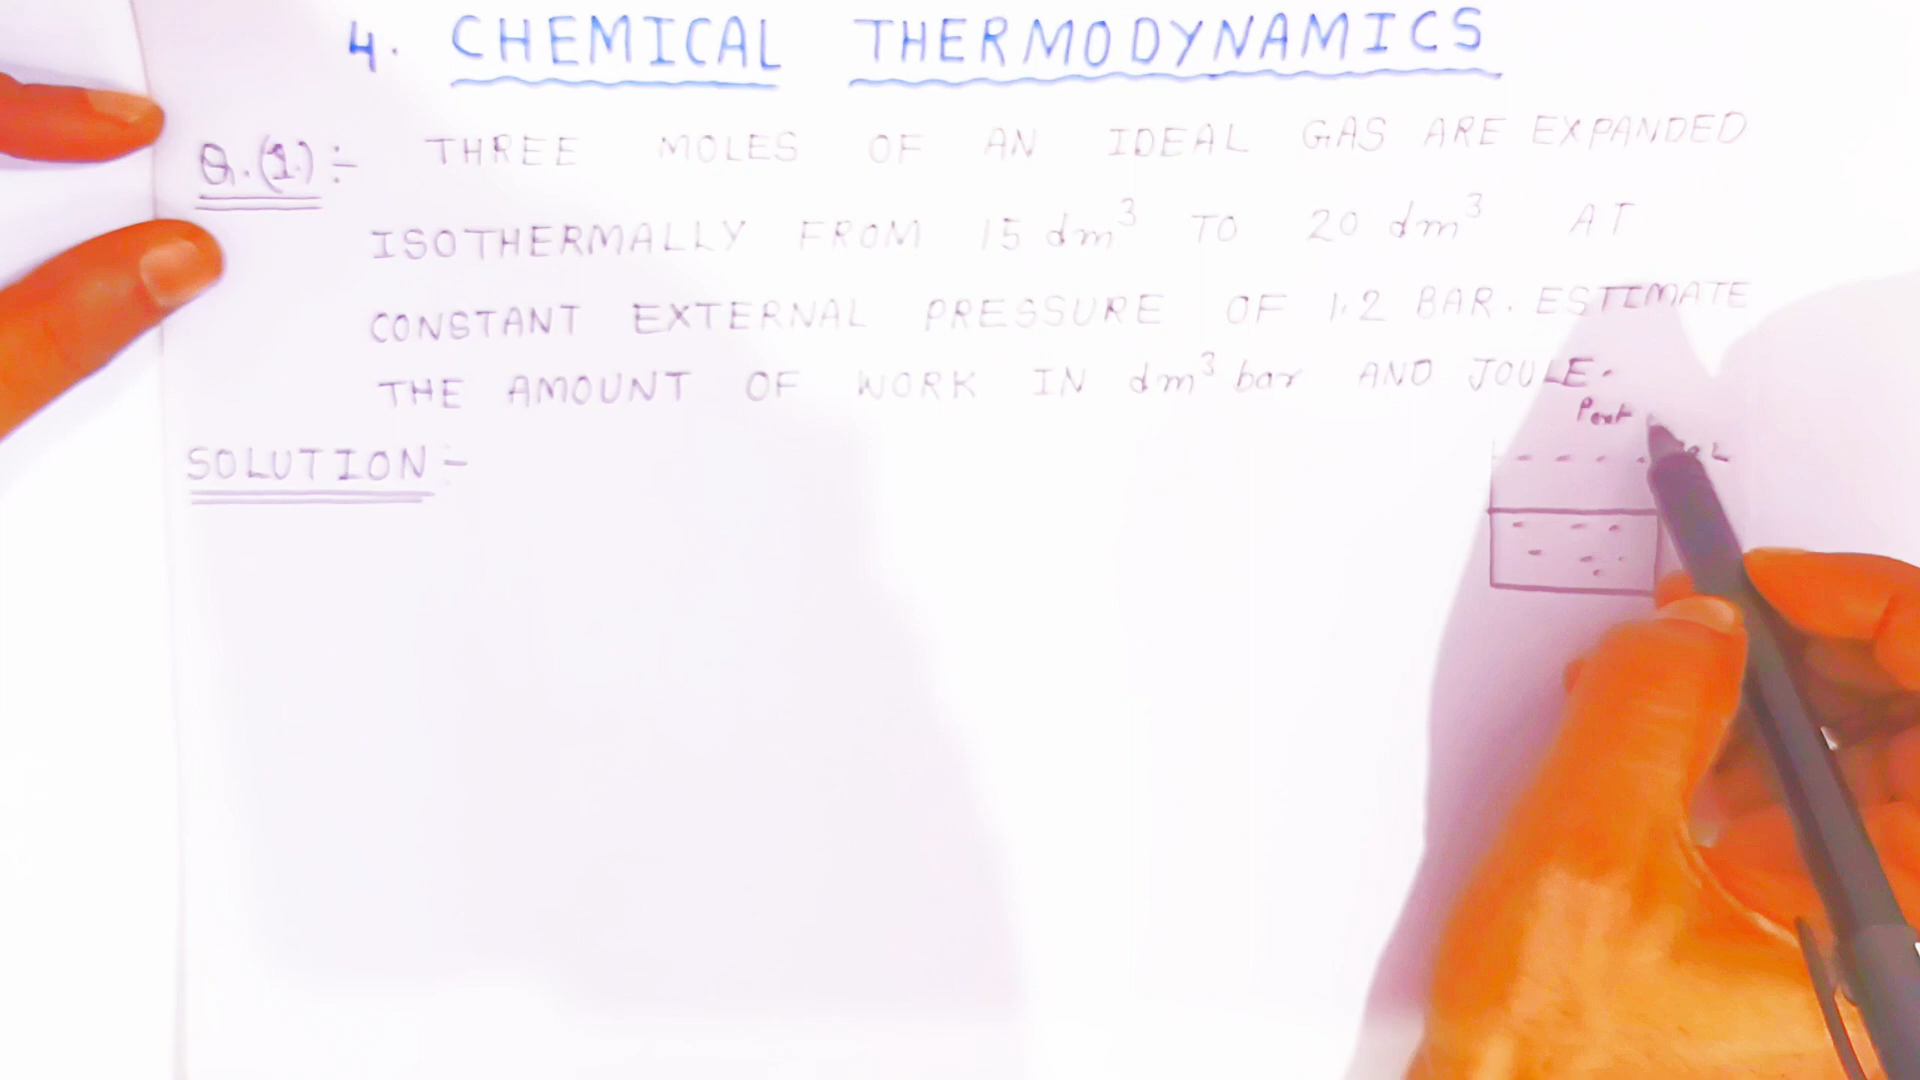 4. CHEMICAL THERMODYNAMICS
Q.(1.) :- THREE MOLES OF AN IDEAL GAS ARE EXPANDED
ISOTHERMALLY FROM 15 dm³ TO 20 dm³ AT
CONSTANT EXTERNAL PRESSURE OF 1.2 BAR. ESTIMATE
THE AMOUNT OF WORK IN dm³ bar AND JOULE.
Pext
SOLUTION :-